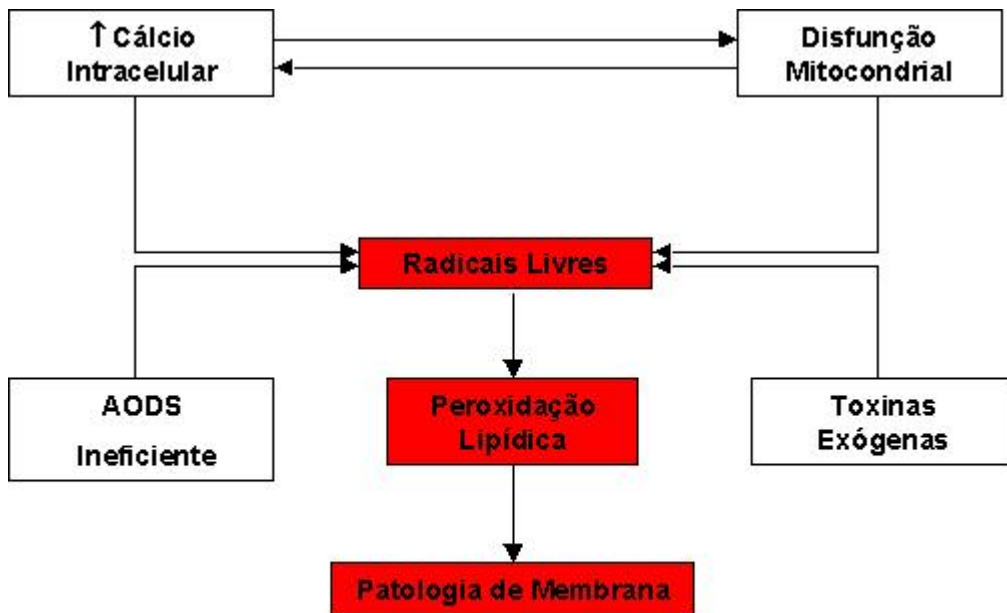 ↑ Cálcio
Intracelular
Disfunção
Mitocondrial
Radicais Livres
AODS
Ineficiente
Peroxidação
Lipídica
Toxinas
Exógenas
Patologia de Membrana